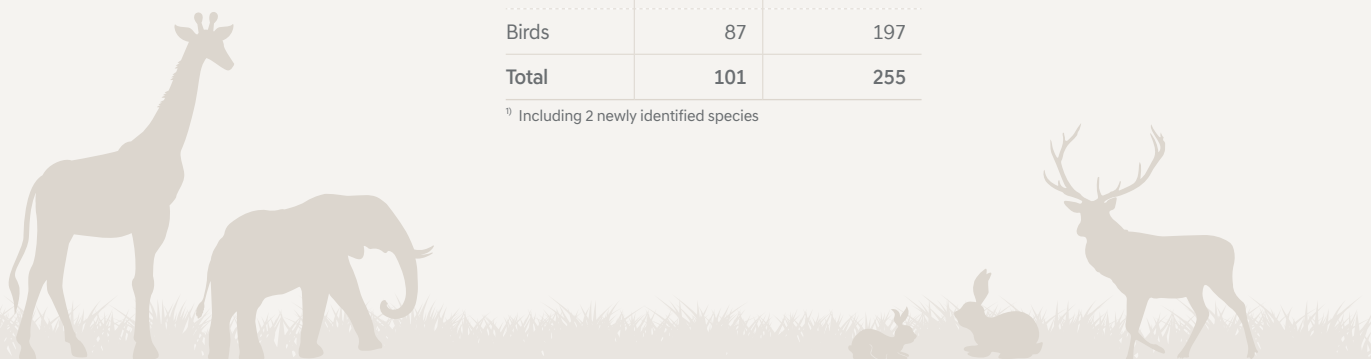 Birds 87 197
Total 101 255
1) Including 2 newly identified species